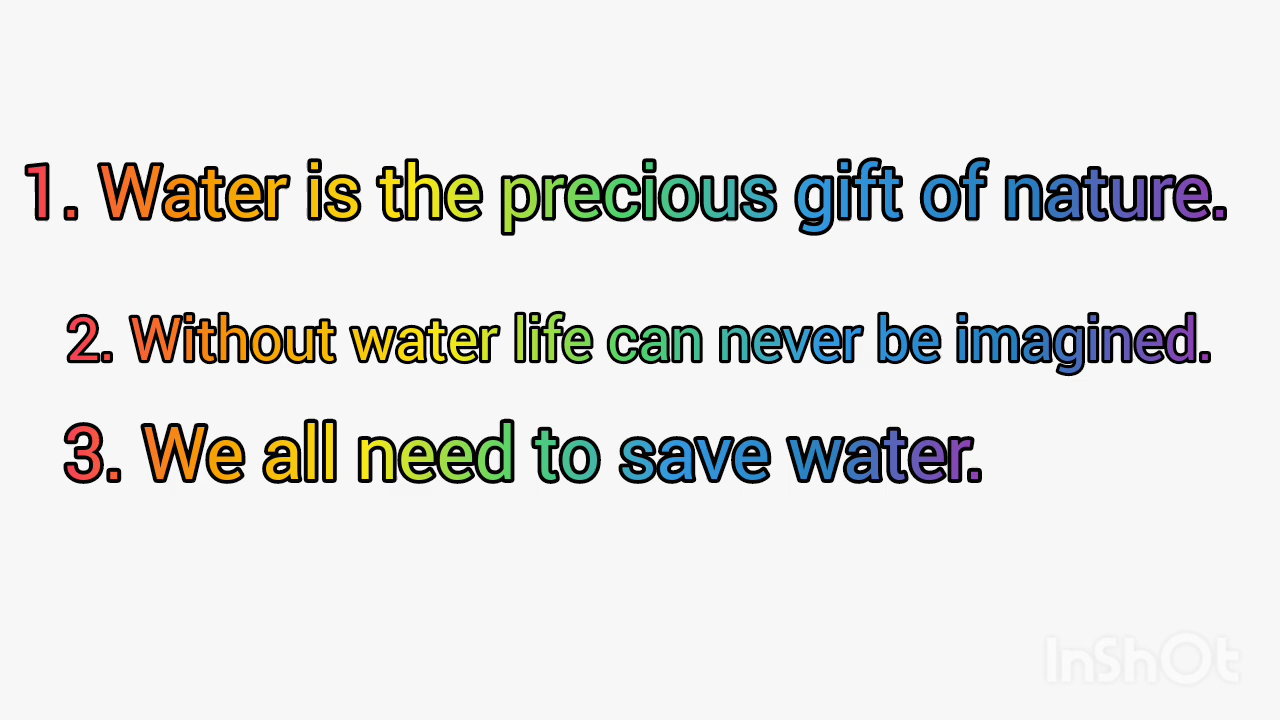 1. Water is the precious gift of nature.
2. Without water life can never be imagined.
3. We all need to save water.
InShOt